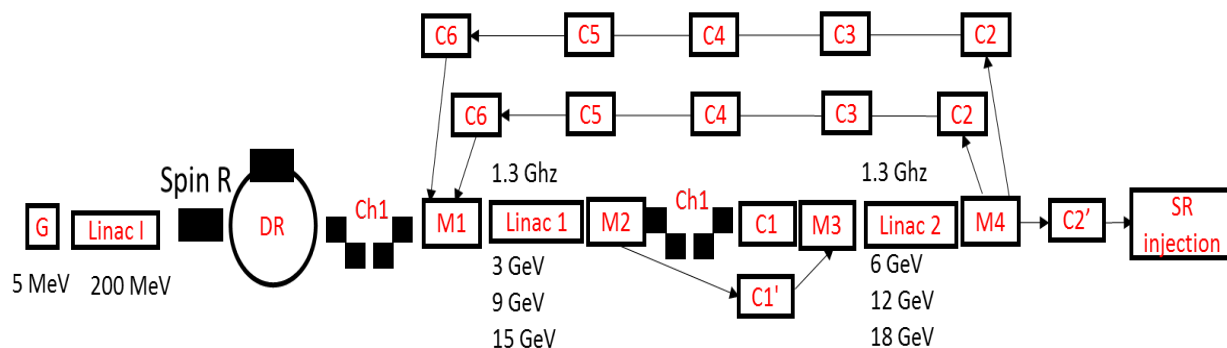 C6 C5 C4 C3 C2
C6 C5 C4 C3 C2
1.3 Ghz 1.3 Ghz
Spin R
Ch1 Ch1
G Linac I DR M1 Linac 1 M2 C1 M3 Linac 2 M4 C2' SR
injection
5 MeV 200 MeV 3 GeV 6 GeV
9 GeV C1' 12 GeV
15 GeV 18 GeV